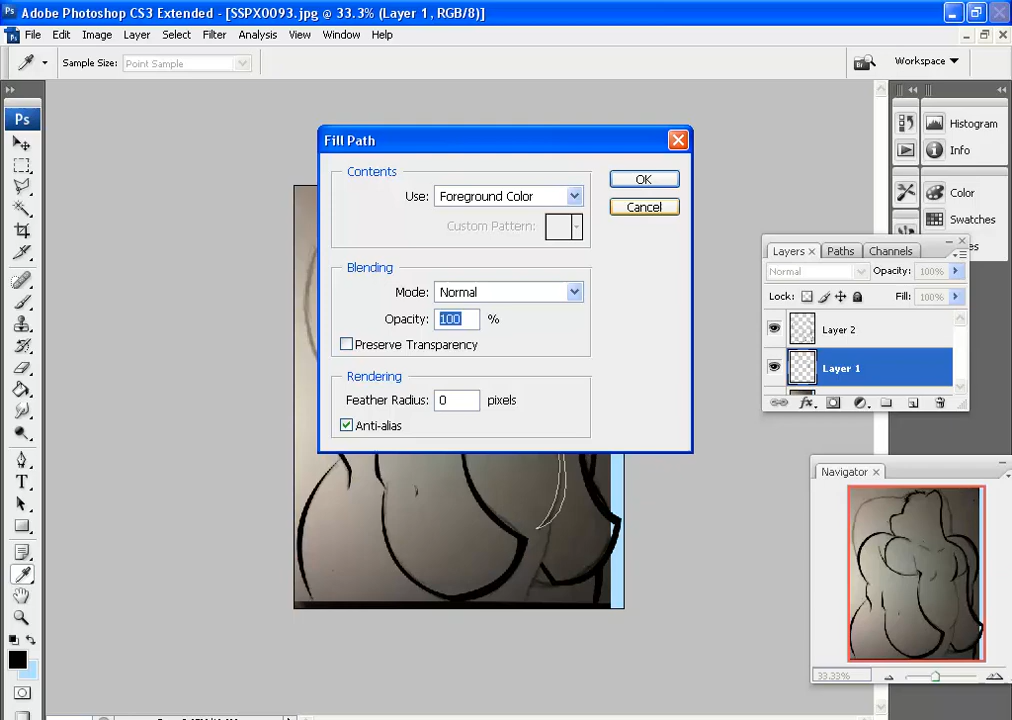 Ps Adobe Photoshop CS3 Extended - [SSPX0093.jpg @ 33.3% (Layer 1, RGB/8)]
File Edit Image Layer Select Filter Analysis View Window Help
Sample Size: Point Sample
Workspace
Ps
Fill Path
Contents
Use: Foreground Color
Custom Pattern:
OK
Cancel
Blending
Mode: Normal
Opacity: 100 %
Preserve Transparency
Rendering
Feather Radius: 0 pixels
Anti-alias
Histogram
Info
Color
Swatches
Layers × Paths Channels
Normal Opacity: 100%
Lock: Fill: 100%
Layer 2
Layer 1
Navigator ×
33.33%
T